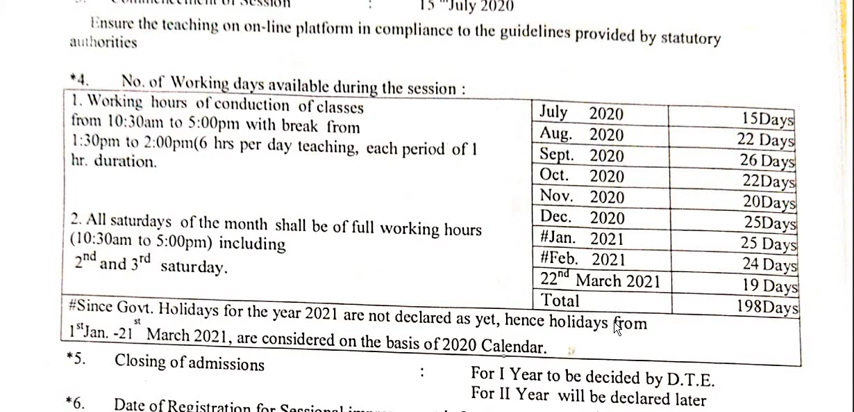 15 July 2020
Ensure the teaching on on-line platform in compliance to the guidelines provided by statutory
authorities
*4. No. of Working days available during the session :
1. Working hours of conduction of classes
from 10:30am to 5:00pm with break from
1:30pm to 2:00pm(6 hrs per day teaching, each period of 1
hr. duration.
2. All saturdays of the month shall be of full working hours
(10:30am to 5:00pm) including
2nd and 3rd saturday.
July 2020 15Days
Aug. 2020 22 Days
Sept. 2020 26 Days
Oct. 2020 22Days
Nov. 2020 20Days
Dec. 2020 25Days
#Jan. 2021 25 Days
#Feb. 2021 24 Days
22nd March 2021 19 Days
Total 198Days
#Since Govt. Holidays for the year 2021 are not declared as yet, hence holidays from
1st Jan. -21st March 2021, are considered on the basis of 2020 Calendar.
*5. Closing of admissions : For I Year to be decided by D.T.E.
For II Year will be declared later
*6. Date of Registration for Sessional